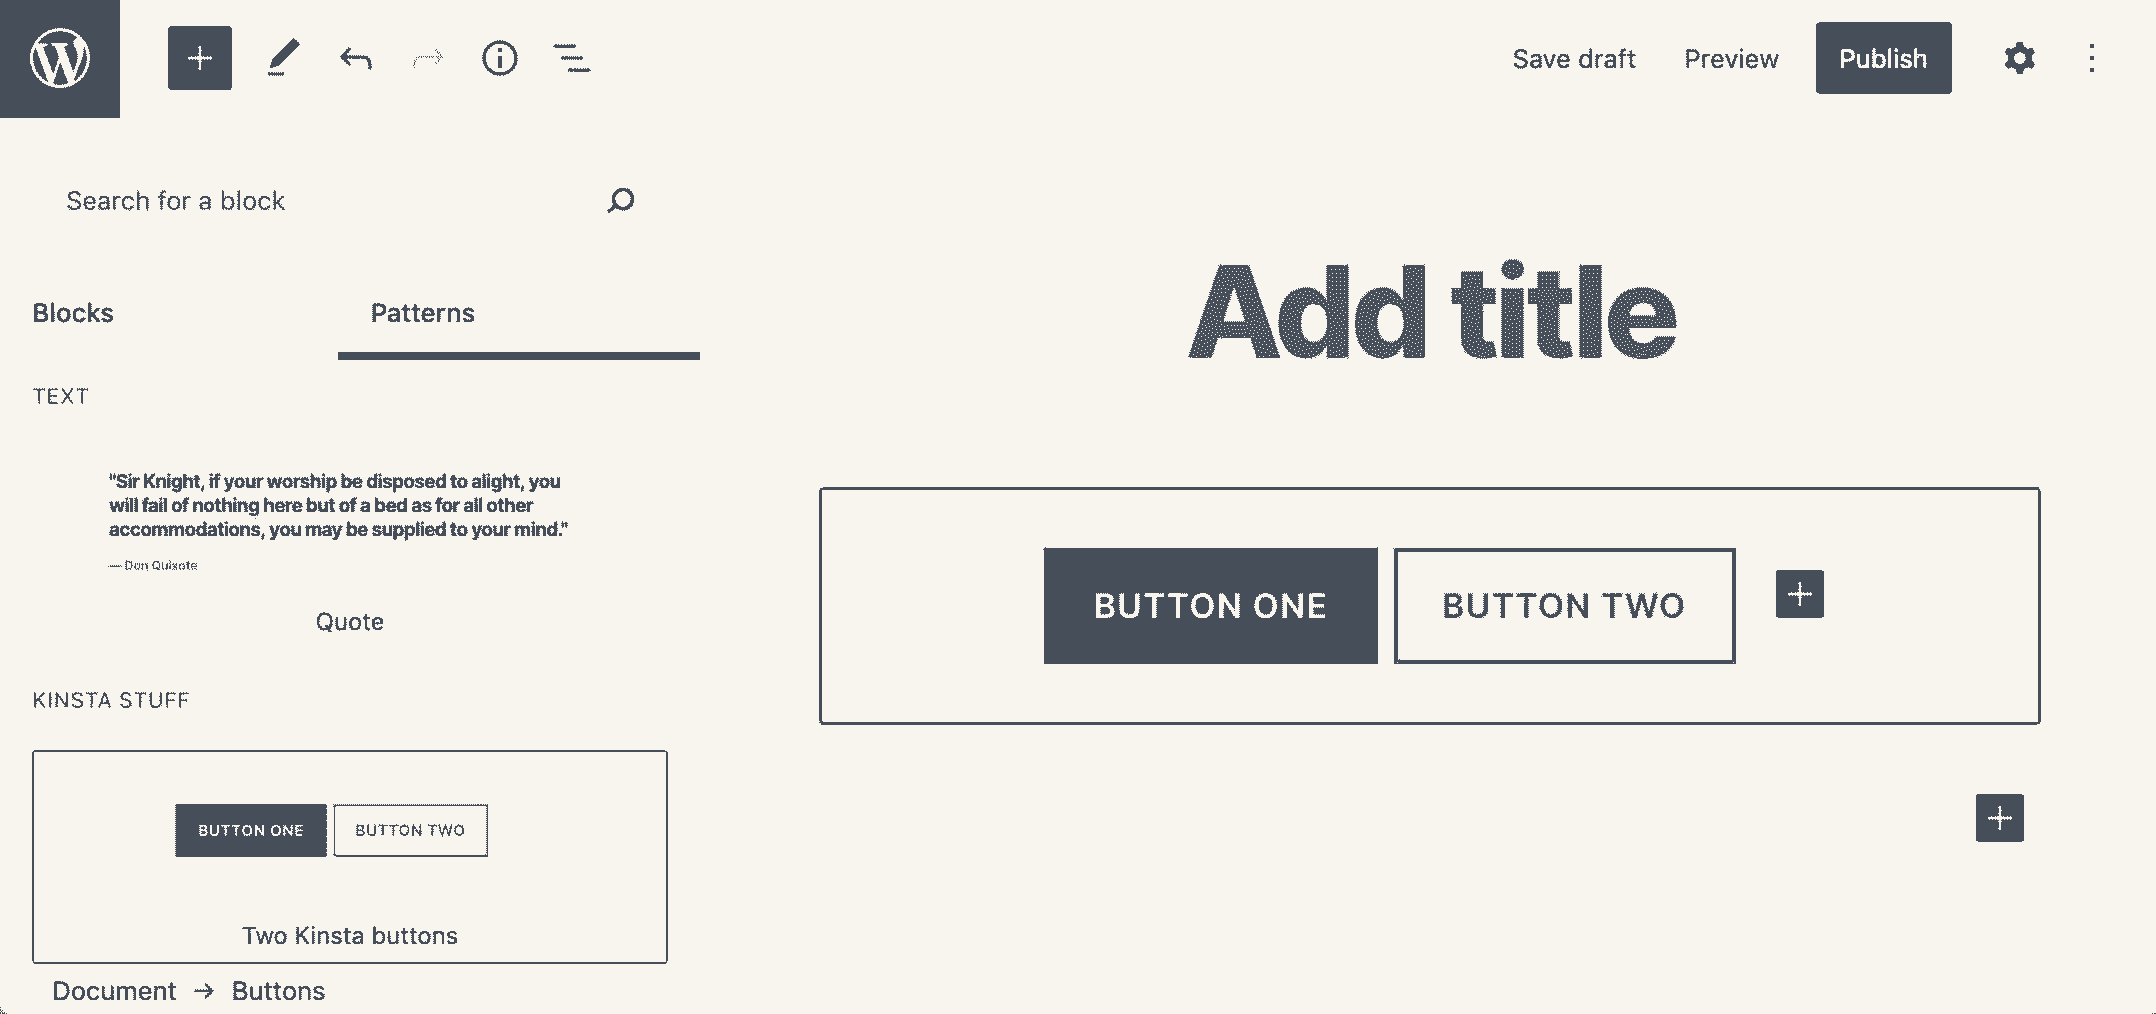 Save draft
Preview
Publish
Search for a block
Blocks
Patterns
TEXT
"Sir Knight, if your worship be disposed to alight, you
will fail of nothing here but of a bed as for all other
accommodations, you may be supplied to your mind."
— Don Quixote
Quote
KINSTA STUFF
BUTTON ONE
BUTTON TWO
Two Kinsta buttons
Document → Buttons
Add title
BUTTON ONE
BUTTON TWO